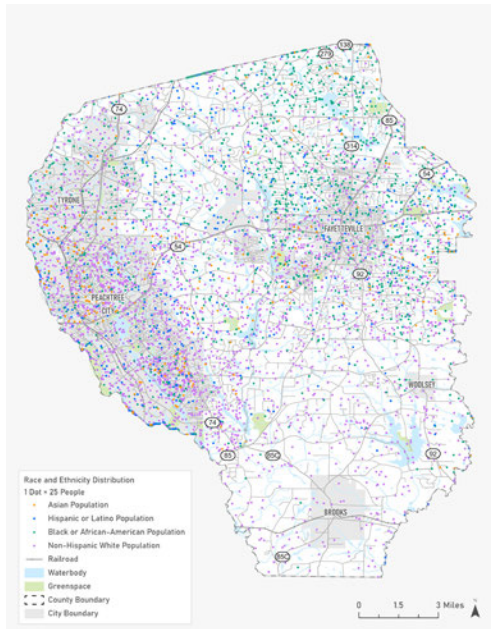 138
279
74
85
314
54
TYRONE
FAYETTEVILLE
54
92
PEACHTREE
CITY
WOOLSEY
74
85
85C
92
BROOKS
85C
Race and Ethnicity Distribution
1 Dot = 25 People
Asian Population
Hispanic or Latino Population
Black or African-American Population
Non-Hispanic White Population
Railroad
Waterbody
Greenspace
County Boundary
City Boundary
0 1.5 3 Miles
N